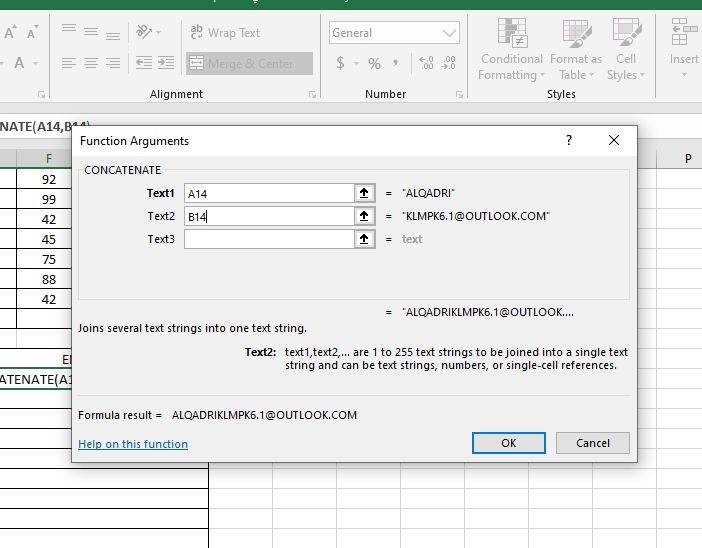 A A ab Wrap Text General
Conditional Format as Cell Insert
A Merge & Center $ % , .00 .00 Formatting Table Styles
Alignment Number Styles
NATE(A14,B14)
Function Arguments ? ✕
F P
CONCATENATE
92
Text1 A14 = "ALQADRI"
99
Text2 B14 = "KLMPK6.1@OUTLOOK.COM"
42
Text3 = text
45
75
88
42
= "ALQADRIKLMPK6.1@OUTLOOK....
Joins several text strings into one text string.
Text2: text1,text2,... are 1 to 255 text strings to be joined into a single text
string and can be text strings, numbers, or single-cell references.
ATENATE(A1
Formula result = ALQADRIKLMPK6.1@OUTLOOK.COM
Help on this function OK Cancel